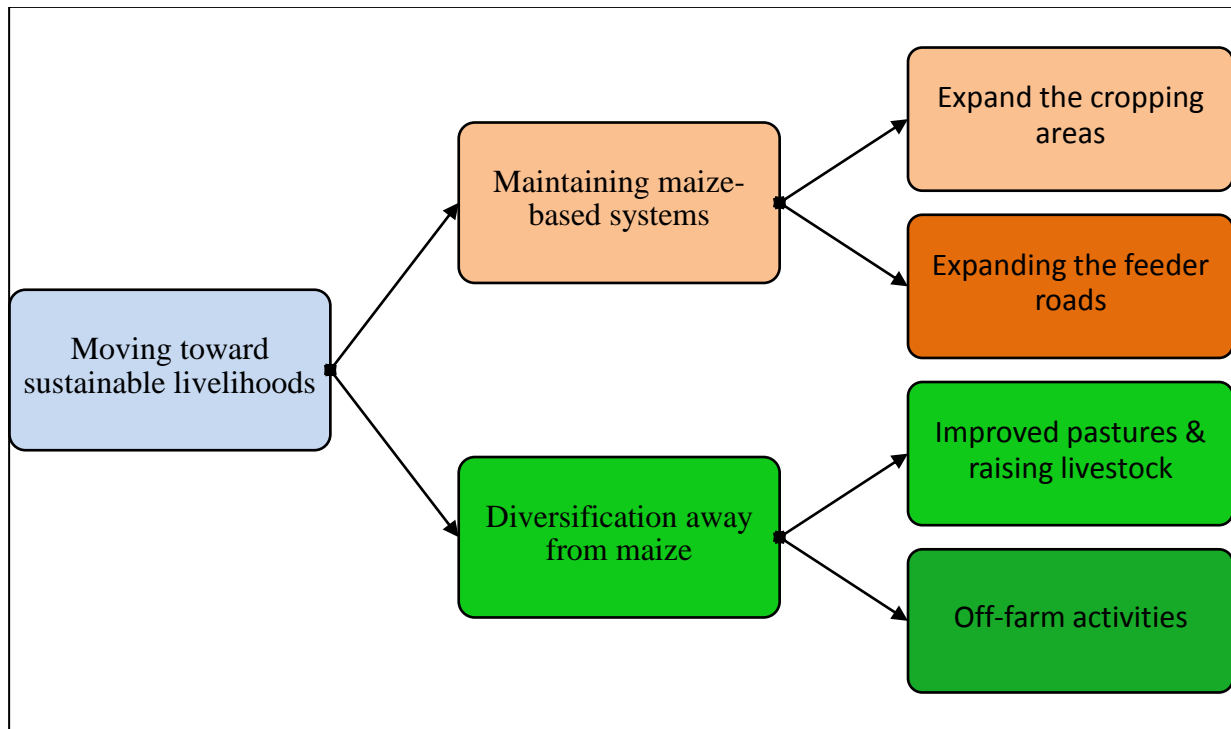 Moving toward
sustainable livelihoods
Maintaining maize-
based systems
Diversification away
from maize
Expand the cropping
areas
Expanding the feeder
roads
Improved pastures &
raising livestock
Off-farm activities